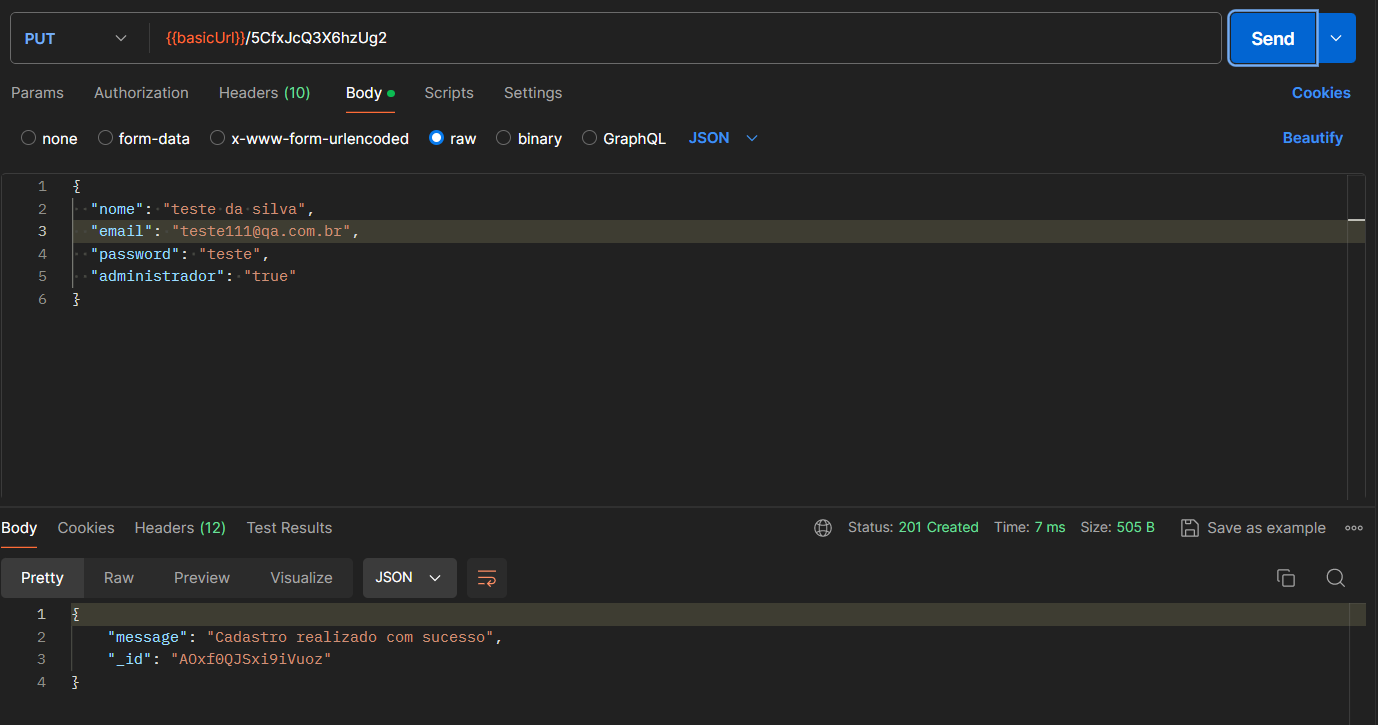 PUT {{basicUrl}}/5CfxJcQ3X6hzUg2 Send
Params Authorization Headers (10) Body Scripts Settings Cookies
none form-data x-www-form-urlencoded raw binary GraphQL JSON Beautify
1 {
2 "nome": "teste da silva",
3 "email": "teste111@qa.com.br",
4 "password": "teste",
5 "administrador": "true"
6 }
Body Cookies Headers (12) Test Results Status: 201 Created Time: 7 ms Size: 505 B Save as example
Pretty Raw Preview Visualize JSON
1 {
2 "message": "Cadastro realizado com sucesso",
3 "_id": "AOxf0QJSxi9iVuoz"
4 }